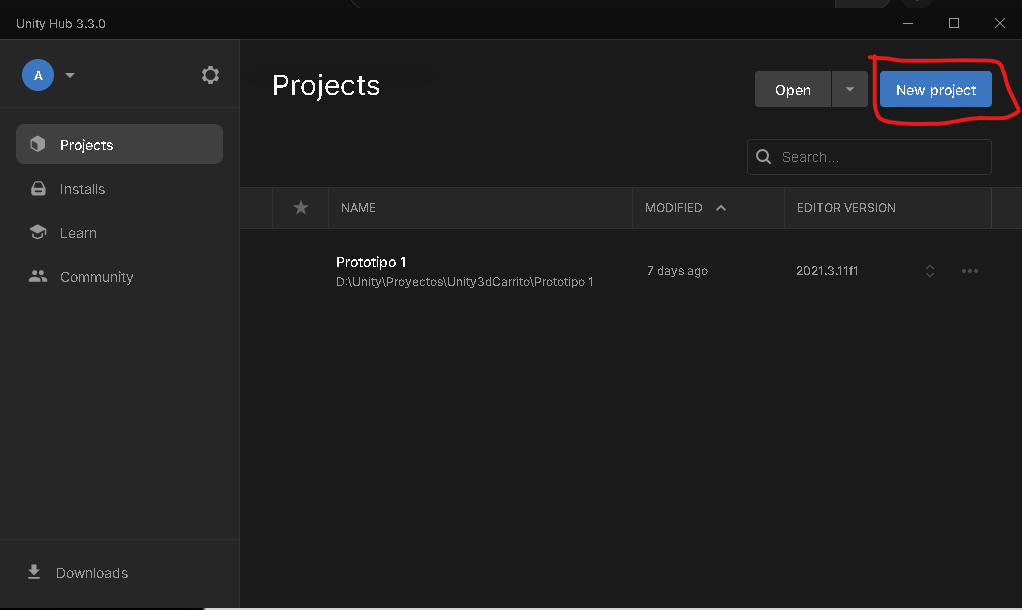 Unity Hub 3.3.0
A
Projects
Open
New project
Projects
Installs
Learn
Community
Search...
NAME
MODIFIED
EDITOR VERSION
Prototipo 1
D:\Unity\Proyectos\Unity3dCarrito\Prototipo 1
7 days ago
2021.3.11f1
Downloads